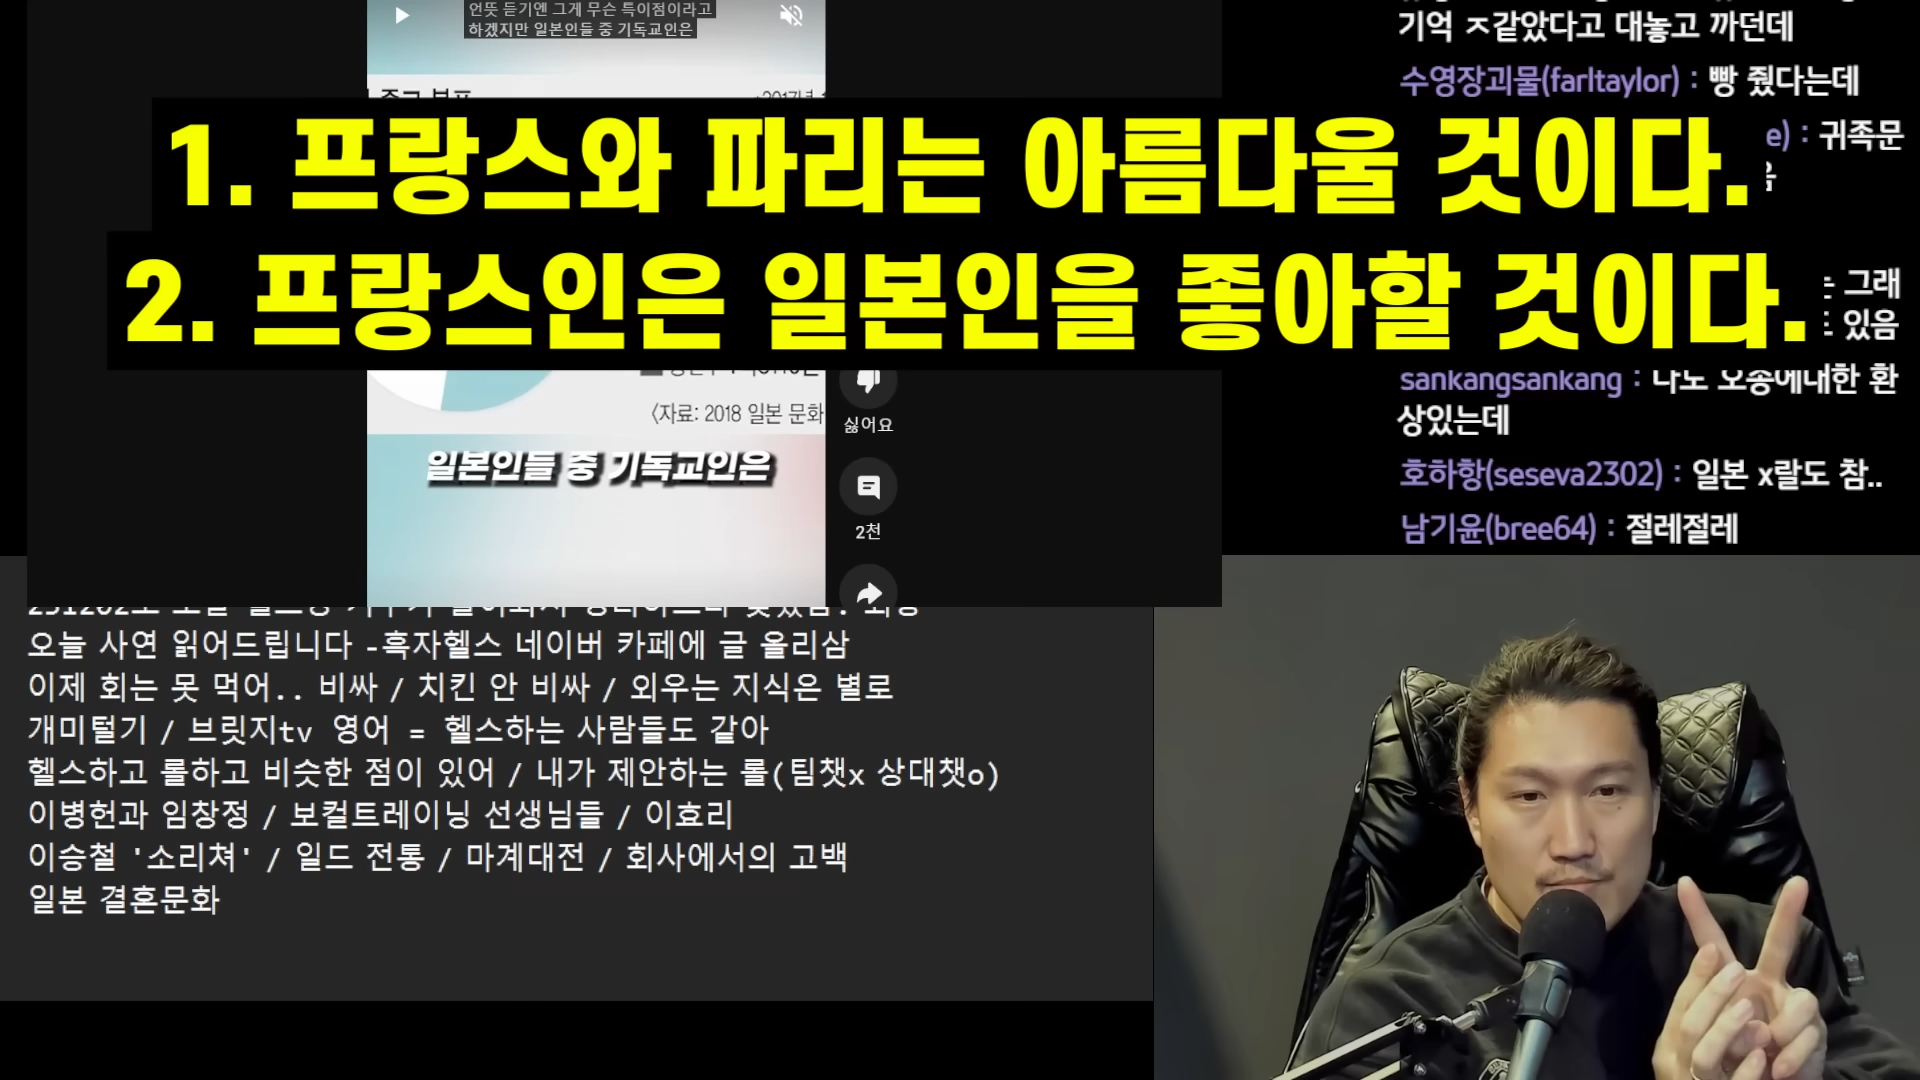 언뜻 듣기엔 그게 무슨 특이점이라고
하겠지만 일본인들 중 기독교인은
1. 프랑스와 파리는 아름다울 것이다.
2. 프랑스인은 일본인을 좋아할 것이다.
〈자료: 2018 일본 문화
일본인들 중 기독교인은
싫어요
2천
기억 ㅈ같았다고 대놓고 까던데
수영장괴물(farltaylor) : 빵 줬다는데
e) : 귀족문
는 그래
있음
sankangsankang : 나도 오송에대한 환
상있는데
호하항(seseva2302) : 일본 x랄도 참..
남기윤(bree64) : 절레절레
오늘 사연 읽어드립니다 -흑자헬스 네이버 카페에 글 올리삼
이제 회는 못 먹어.. 비싸 / 치킨 안 비싸 / 외우는 지식은 별로
개미털기 / 브릿지tv 영어 = 헬스하는 사람들도 같아
헬스하고 롤하고 비슷한 점이 있어 / 내가 제안하는 롤(팀챗x 상대챗o)
이병헌과 임창정 / 보컬트레이닝 선생님들 / 이효리
이승철 '소리쳐' / 일드 전통 / 마계대전 / 회사에서의 고백
일본 결혼문화